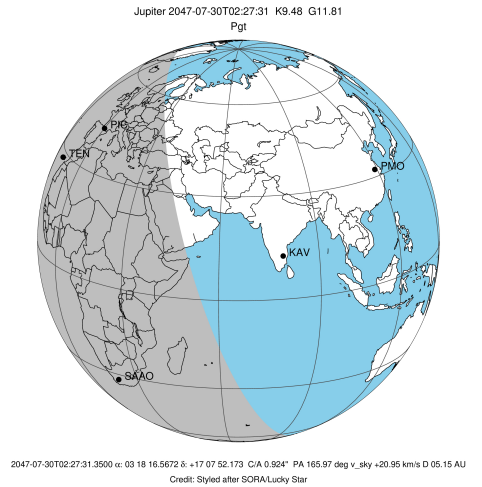 Jupiter 2047-07-30T02:27:31 K9.48 G11.81
Pgt
PIC
TEN
PMO
KAV
SAAO
2047-07-30T02:27:31.3500 α: 03 18 16.5672 δ: +17 07 52.173 C/A 0.924" PA 165.97 deg v_sky +20.95 km/s D 05.15 AU
Credit: Styled after SORA/Lucky Star